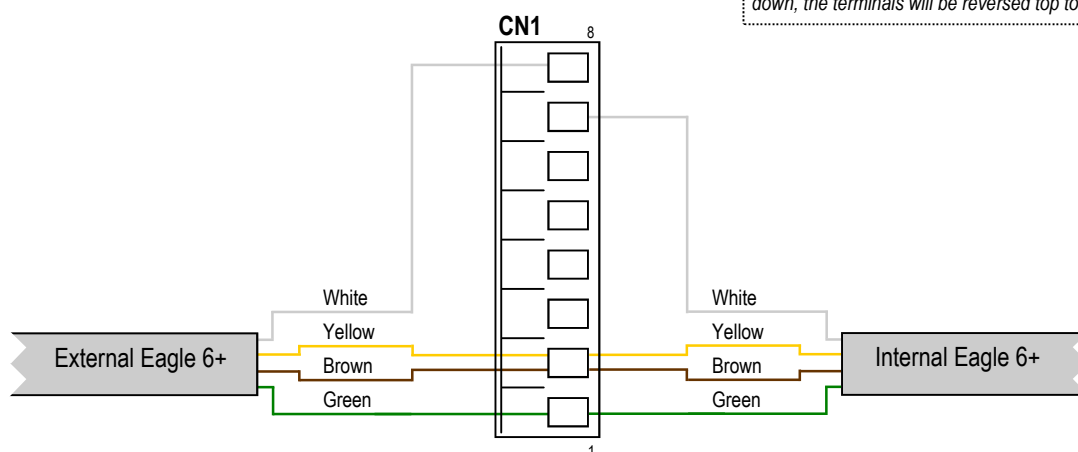 down, the terminals will be reversed top to
CN1
8
White
White
Yellow
Yellow
External Eagle 6+
Internal Eagle 6+
Brown
Brown
Green
Green
1